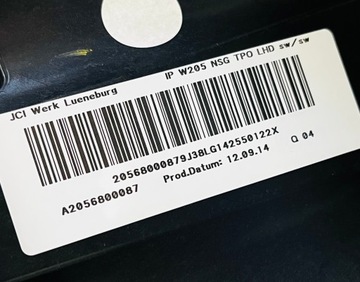 JCI Werk Lueneburg
IP W205 NSG TPO LHD sw/sw
20568000879J38LG142550122X
A2056800087 Prod.Datum: 12.09.14 Q 04